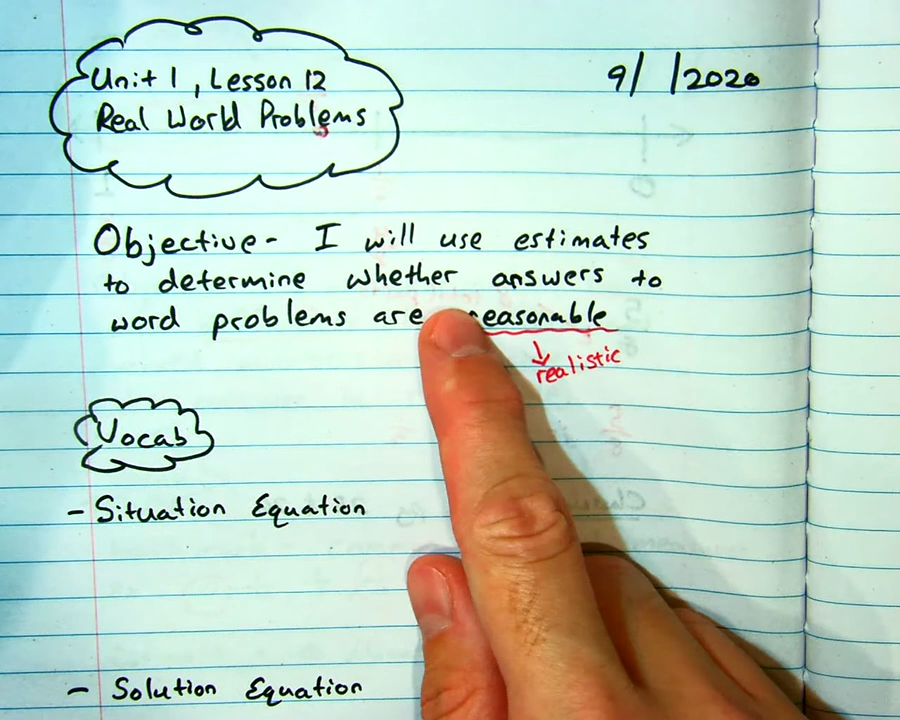 Unit 1, Lesson 12
Real World Problems
9/ /2020
Objective- I will use estimates
to determine whether answers to
word problems are reasonable
realistic
Vocab
- Situation Equation
- Solution Equation